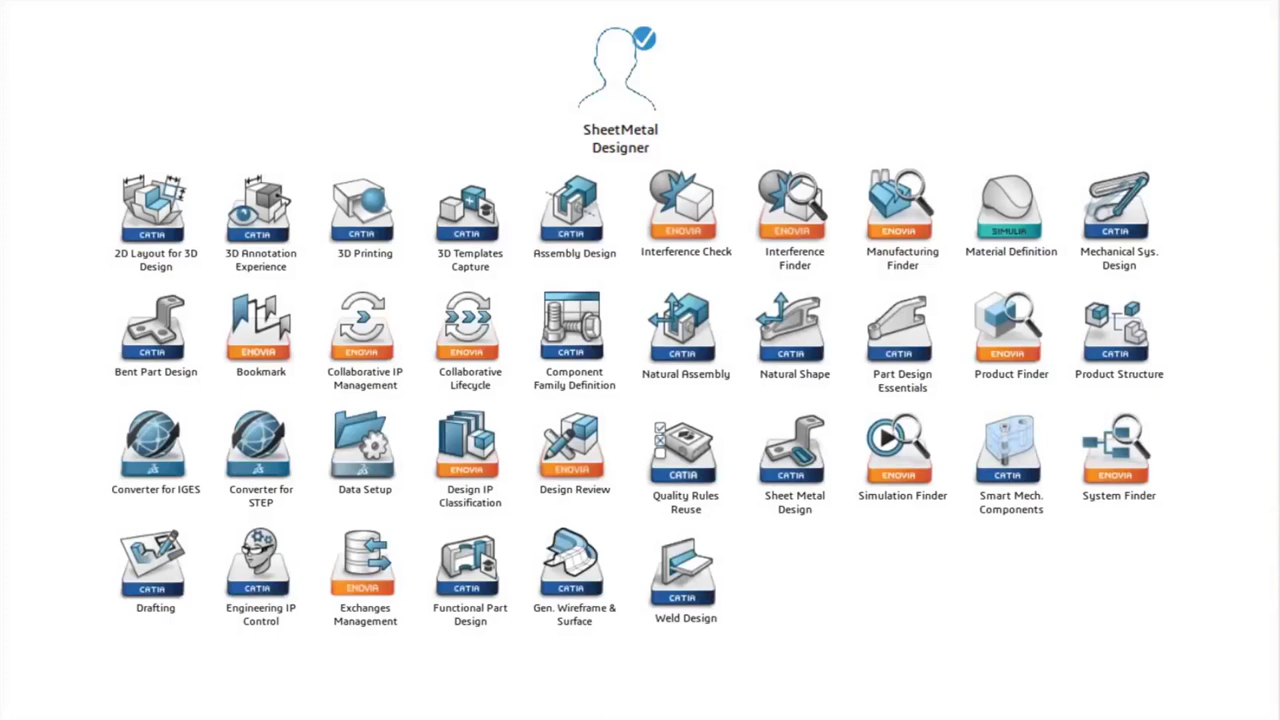 SheetMetal
Designer
CATIA CATIA CATIA CATIA CATIA ENOVIA ENOVIA ENOVIA SIMULIA CATIA
2D Layout for 3D 3D Annotation 3D Printing 3D Templates Assembly Design Interference Check Interference Manufacturing Material Definition Mechanical Sys.
Design Experience Capture Finder Finder Design
CATIA ENOVIA ENOVIA ENOVIA CATIA CATIA CATIA CATIA ENOVIA CATIA
Bent Part Design Bookmark Collaborative IP Collaborative Component Natural Assembly Natural Shape Part Design Product Finder Product Structure
Management Lifecycle Family Definition Essentials
ENOVIA ENOVIA CATIA CATIA ENOVIA CATIA ENOVIA
Converter for IGES Converter for Data Setup Design IP Design Review Quality Rules Sheet Metal Simulation Finder Smart Mech. System Finder
STEP Classification Reuse Design Components
CATIA CATIA ENOVIA CATIA CATIA CATIA
Drafting Engineering IP Exchanges Functional Part Gen. Wireframe & Weld Design
Control Management Design Surface